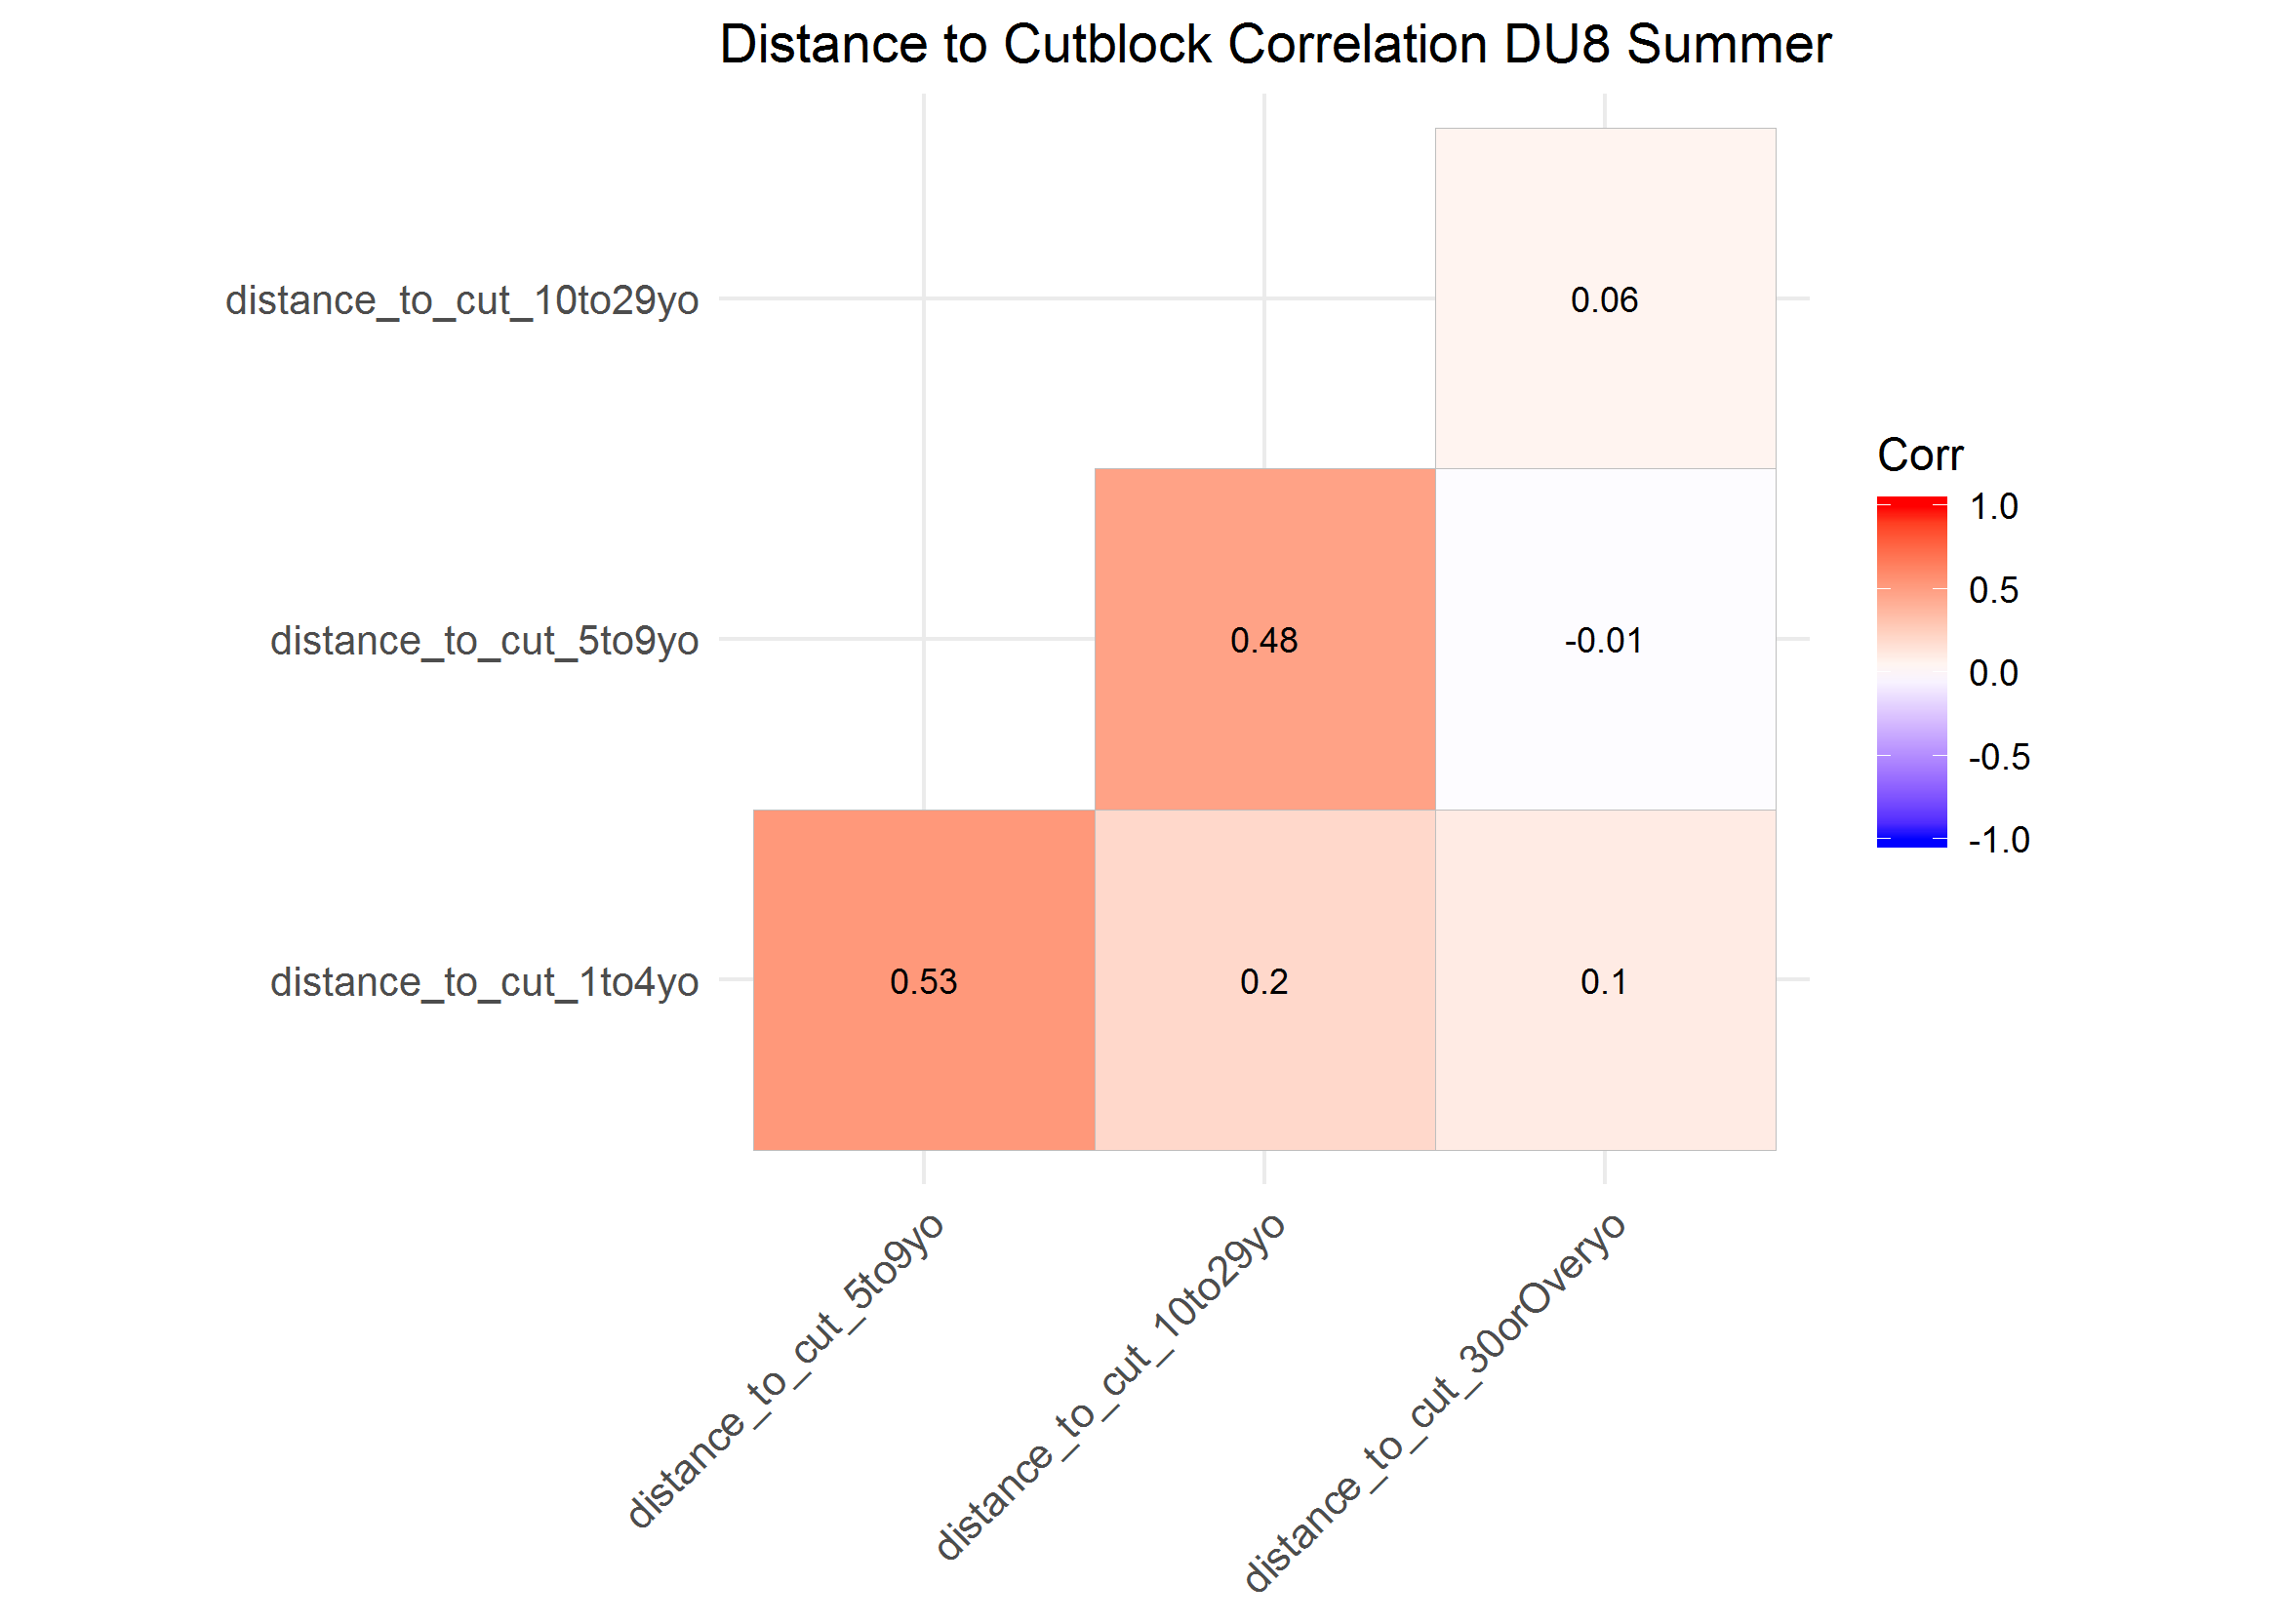 Distance to Cutblock Correlation DU8 Summer
distance_to_cut_10to29yo
0.06
distance_to_cut_5to9yo
0.48
-0.01
distance_to_cut_1to4yo
0.53
0.2
0.1
Corr
1.0
0.5
0.0
-0.5
-1.0
distance_to_cut_5to9yo
distance_to_cut_10to29yo
distance_to_cut_30orOveryo